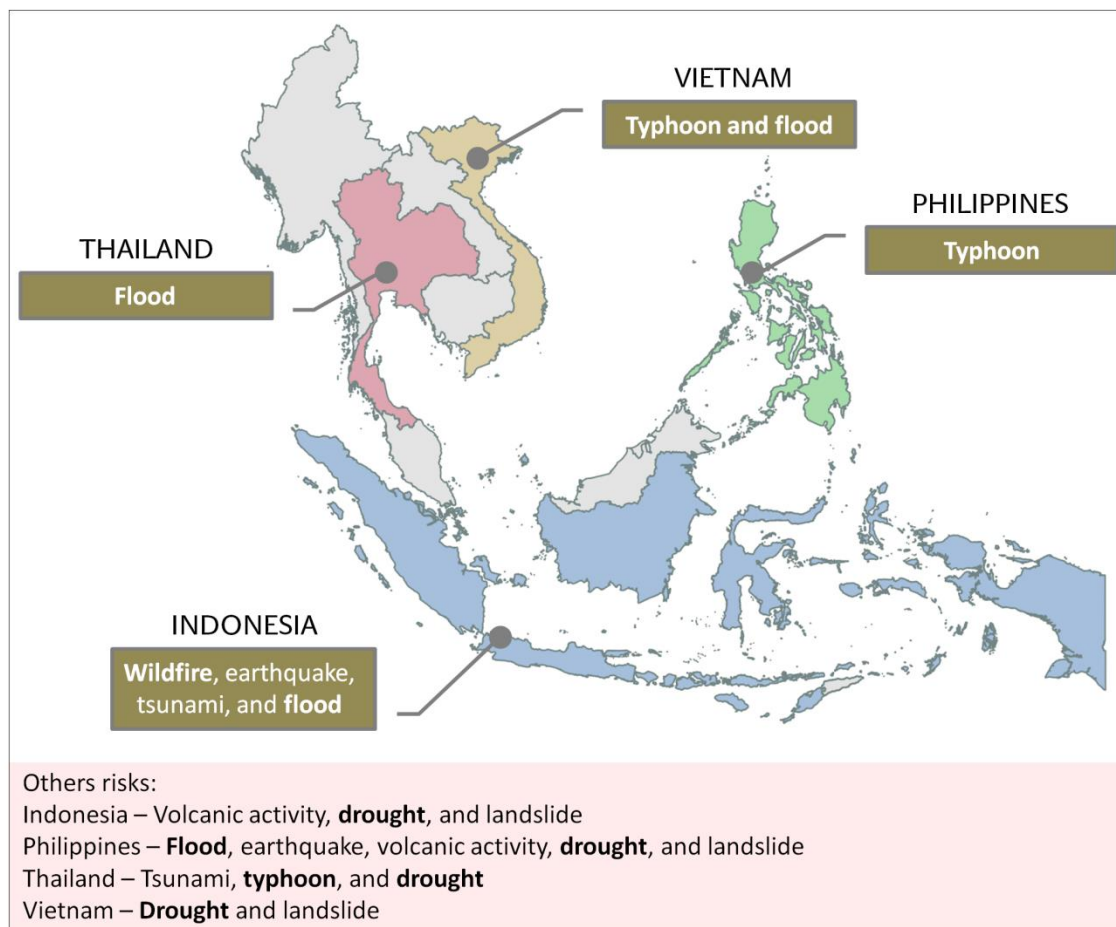 VIETNAM
Typhoon and flood
PHILIPPINES
Typhoon
THAILAND
Flood
INDONESIA
Wildfire, earthquake,
tsunami, and flood
Others risks:
Indonesia – Volcanic activity, drought, and landslide
Philippines – Flood, earthquake, volcanic activity, drought, and landslide
Thailand – Tsunami, typhoon, and drought
Vietnam – Drought and landslide